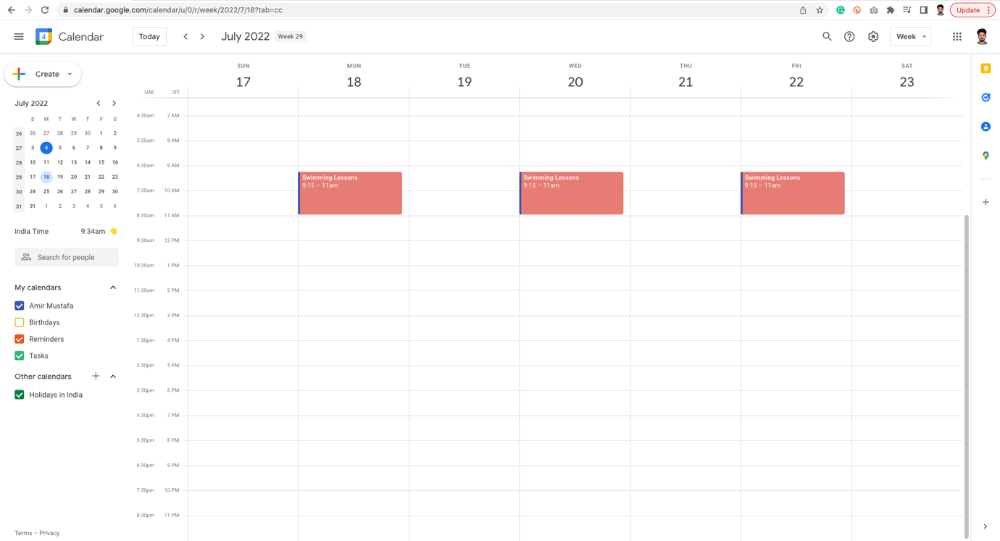 calendar.google.com/calendar/u/0/r/week/2022/7/18?tab=cc
Update
4
Calendar
Today
July 2022
Week 29
Week
Create
SUN
MON
TUE
WED
THU
FRI
SAT
17
18
19
20
21
22
23
UAE IST
July 2022
S M T W T F S
26 26 27 28 29 30 1 2
27 3 4 5 6 7 8 9
28 10 11 12 13 14 15 16
29 17 18 19 20 21 22 23
30 24 25 26 27 28 29 30
31 31 1 2 3 4 5 6
India Time 9:34am
Search for people
My calendars
Amir Mustafa
Birthdays
Reminders
Tasks
Other calendars
Holidays in India
Terms – Privacy
4:30am 7 AM
5:30am 8 AM
6:30am 9 AM
7:30am 10 AM
8:30am 11 AM
9:30am 12 PM
10:30am 1 PM
11:30am 2 PM
12:30pm 3 PM
1:30pm 4 PM
2:30pm 5 PM
3:30pm 6 PM
4:30pm 7 PM
5:30pm 8 PM
6:30pm 9 PM
7:30pm 10 PM
8:30pm 11 PM
Swimming Lessons
9:15 – 11am
Swimming Lessons
9:15 – 11am
Swimming Lessons
9:15 – 11am